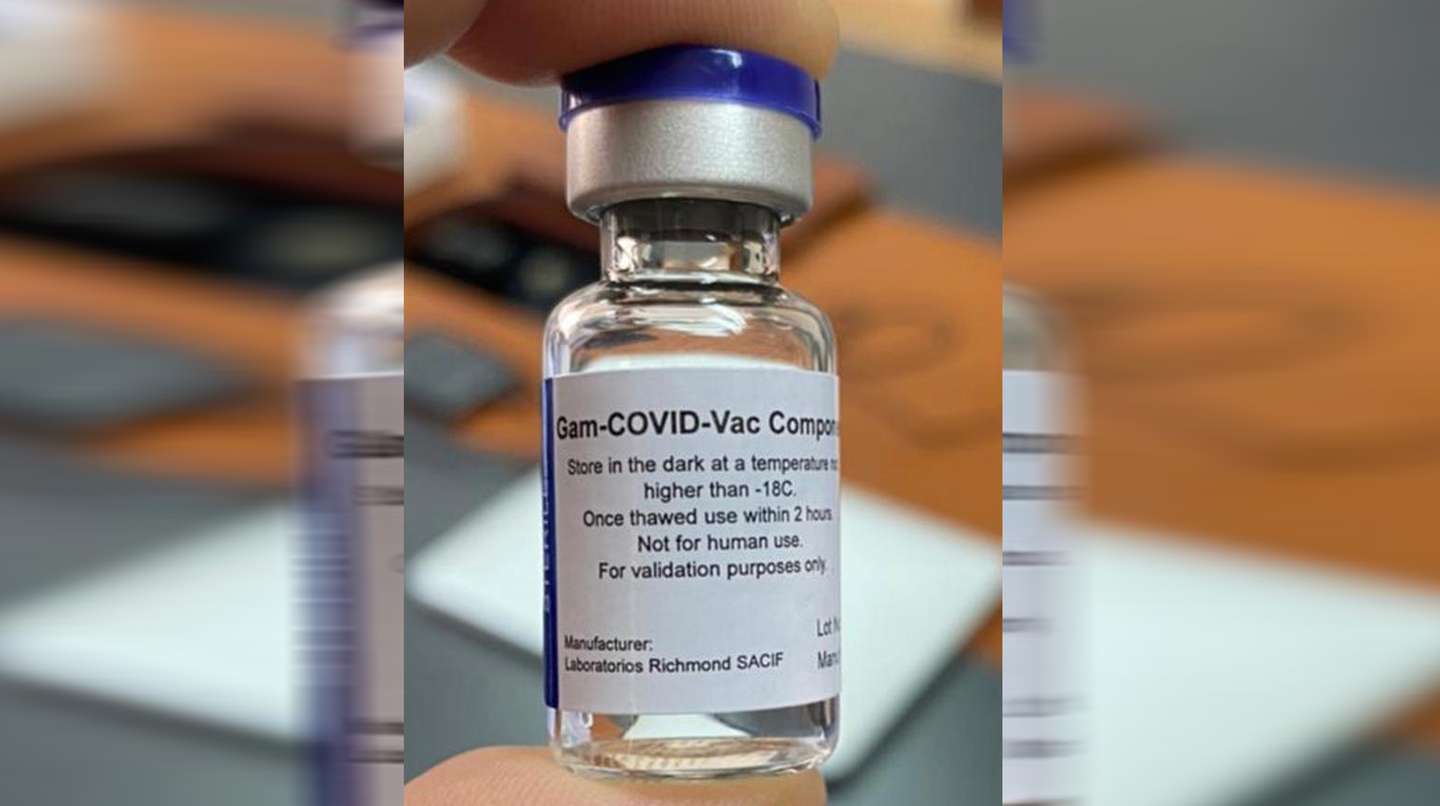 Gam-COVID-Vac
Store in the dark at a temperature
higher than -18C.
Once thawed use within 2 hours.
Not for human use.
For validation purposes only.
Manufacturer:
Laboratorios Richmond SACIF
Lot